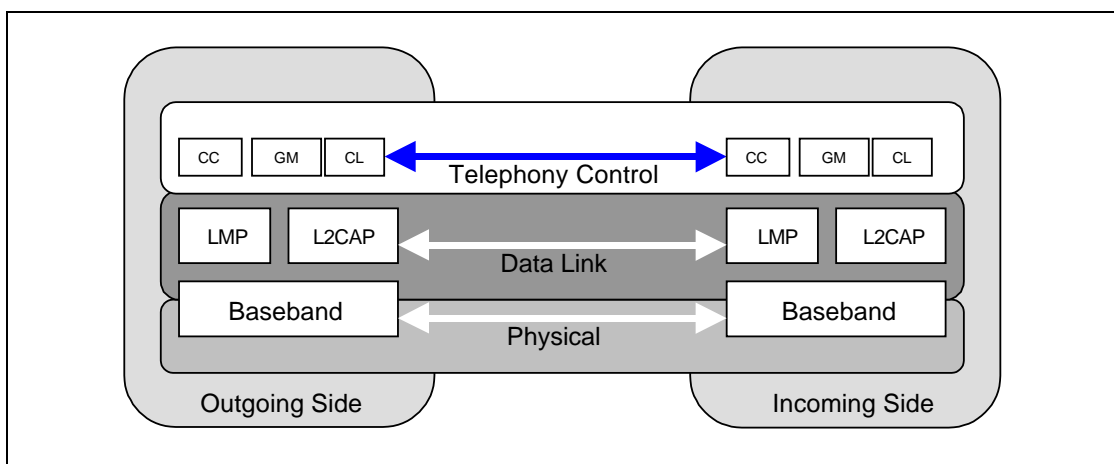 CC GM CL CC GM CL
Telephony Control
LMP L2CAP LMP L2CAP
Data Link
Baseband Baseband
Physical
Outgoing Side Incoming Side